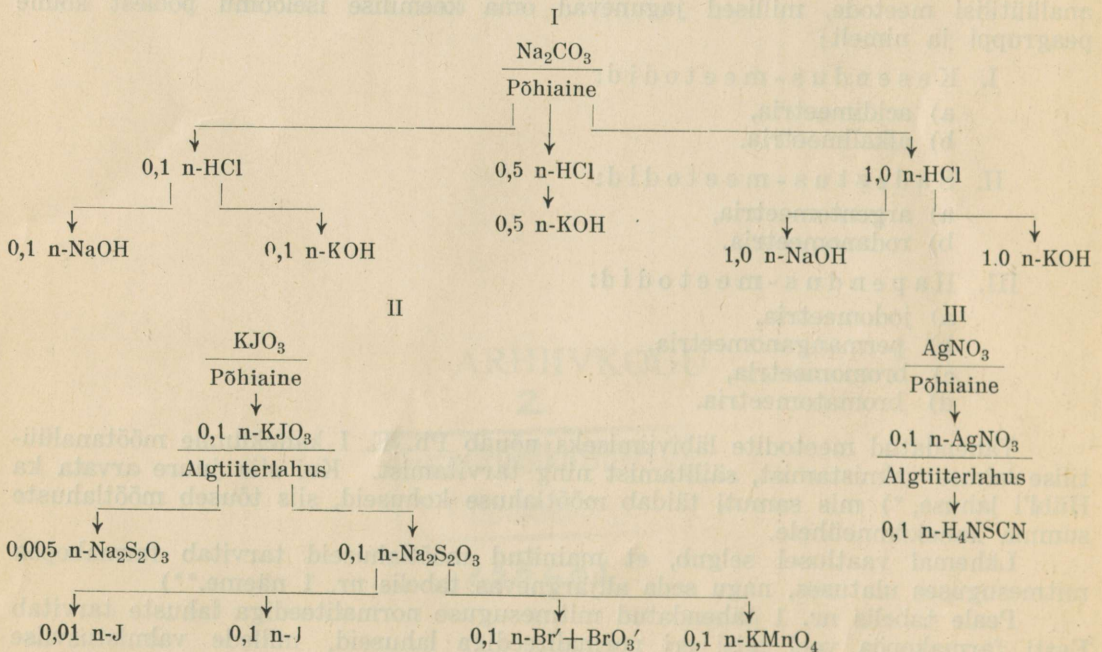 I
Na₂CO₃
Põhiaine
0,1 n-HCl 0,5 n-HCl 1,0 n-HCl
0,1 n-NaOH 0,1 n-KOH 0,5 n-KOH 1,0 n-NaOH 1.0 n-KOH
II
KJO₃
Põhiaine
0,1 n-KJO₃
Algtiiterlahus
0,005 n-Na₂S₂O₃ 0,1 n-Na₂S₂O₃
0,01 n-J 0,1 n-J 0,1 n-Br′+BrO₃′ 0,1 n-KMnO₄
III
AgNO₃
Põhiaine
0,1 n-AgNO₃
Algtiiterlahus
0,1 n-H₄NSCN